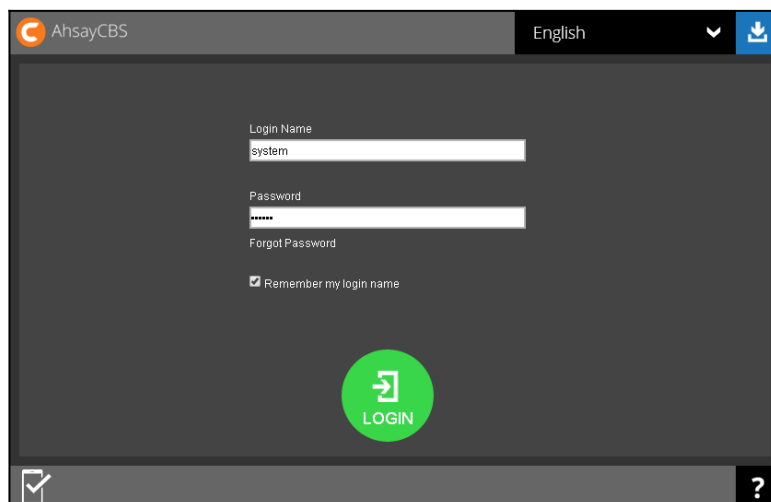 AhsayCBS
English
Login Name
system
Password
••••••
Forgot Password
Remember my login name
LOGIN
?